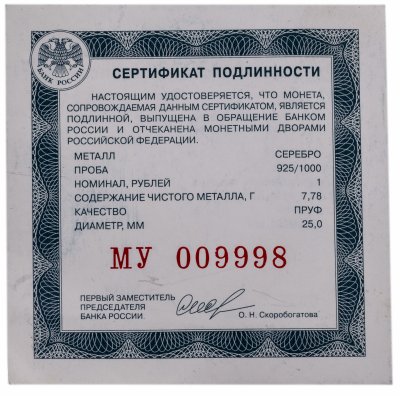 БАНК РОССИИ
СЕРТИФИКАТ ПОДЛИННОСТИ
НАСТОЯЩИМ УДОСТОВЕРЯЕТСЯ, ЧТО МОНЕТА,
СОПРОВОЖДАЕМАЯ ДАННЫМ СЕРТИФИКАТОМ, ЯВЛЯЕТСЯ
ПОДЛИННОЙ, ВЫПУЩЕНА В ОБРАЩЕНИЕ БАНКОМ
РОССИИ И ОТЧЕКАНЕНА МОНЕТНЫМИ ДВОРАМИ
РОССИЙСКОЙ ФЕДЕРАЦИИ.
МЕТАЛЛ СЕРЕБРО
ПРОБА 925/1000
НОМИНАЛ, РУБЛЕЙ 1
СОДЕРЖАНИЕ ЧИСТОГО МЕТАЛЛА, Г 7,78
КАЧЕСТВО ПРУФ
ДИАМЕТР, ММ 25,0
МУ 009998
ПЕРВЫЙ ЗАМЕСТИТЕЛЬ
ПРЕДСЕДАТЕЛЯ
БАНКА РОССИИ. О. Н. Скоробогатова